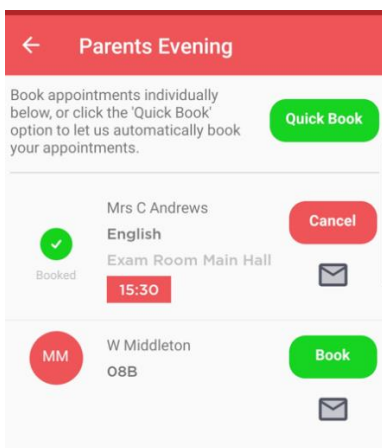 Parents Evening
Book appointments individually
below, or click the 'Quick Book'
option to let us automatically book
your appointments.
Quick Book
Mrs C Andrews
English
Exam Room Main Hall
15:30
Booked
Cancel
MM
W Middleton
08B
Book